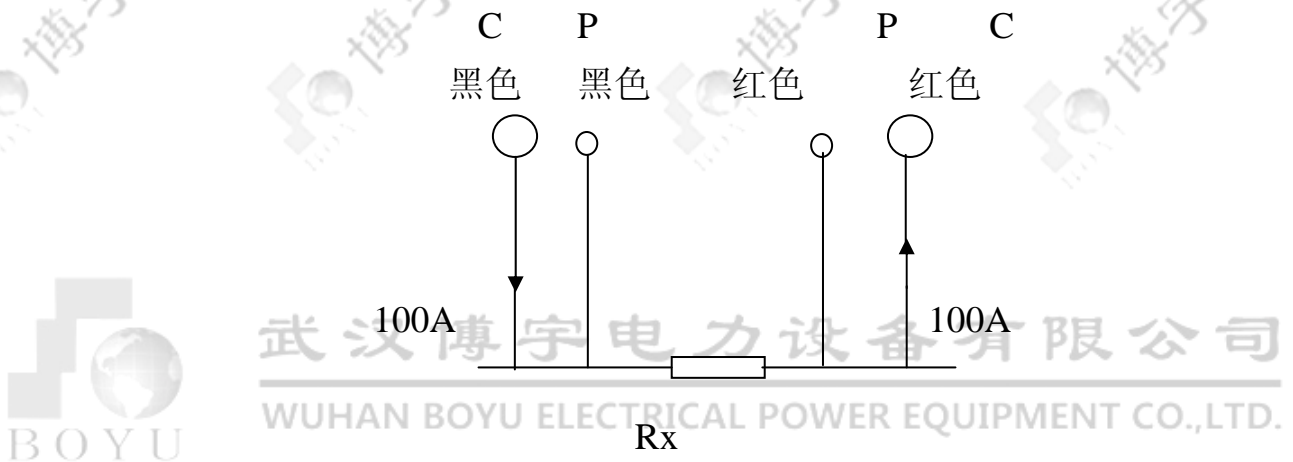 C P P C
黑色 黑色 红色 红色
100A 100A
武汉博宇电力设备有限公司
WUHAN BOYU ELECTRICAL POWER EQUIPMENT CO.,LTD.
BOYU
Rx